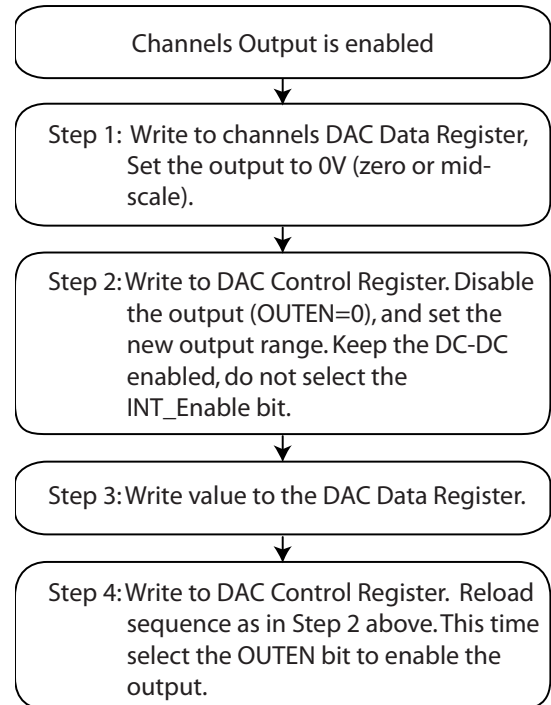 Channels Output is enabled
Step 1: Write to channels DAC Data Register,
Set the output to 0V (zero or mid-
scale).
Step 2: Write to DAC Control Register. Disable
the output (OUTEN=0), and set the
new output range. Keep the DC-DC
enabled, do not select the
INT_Enable bit.
Step 3: Write value to the DAC Data Register.
Step 4: Write to DAC Control Register. Reload
sequence as in Step 2 above. This time
select the OUTEN bit to enable the
output.